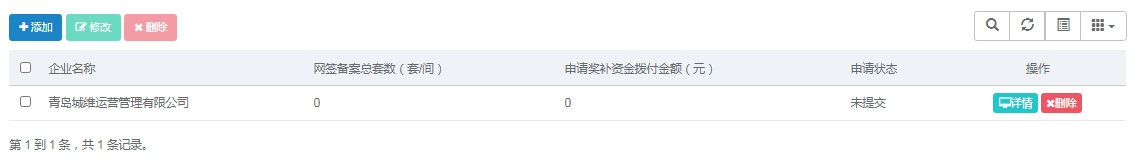 添加 修改 删除
企业名称 网签备案总套数（套/间） 申请奖补资金拨付金额（元） 申请状态 操作
青岛城维运营管理有限公司 0 0 未提交 详情 删除
第 1 到 1 条，共 1 条记录。